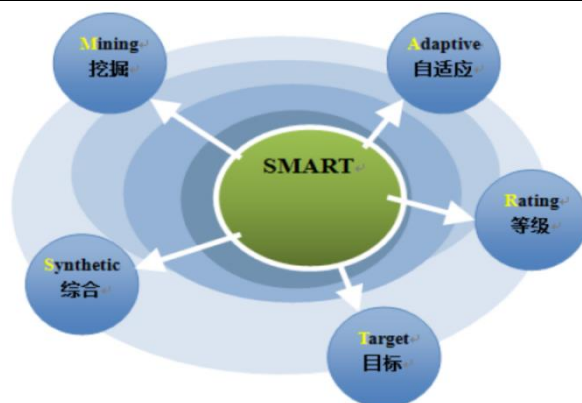 Mining
挖掘
Adaptive
自适应
SMART
Rating
等级
Synthetic
综合
Target
目标